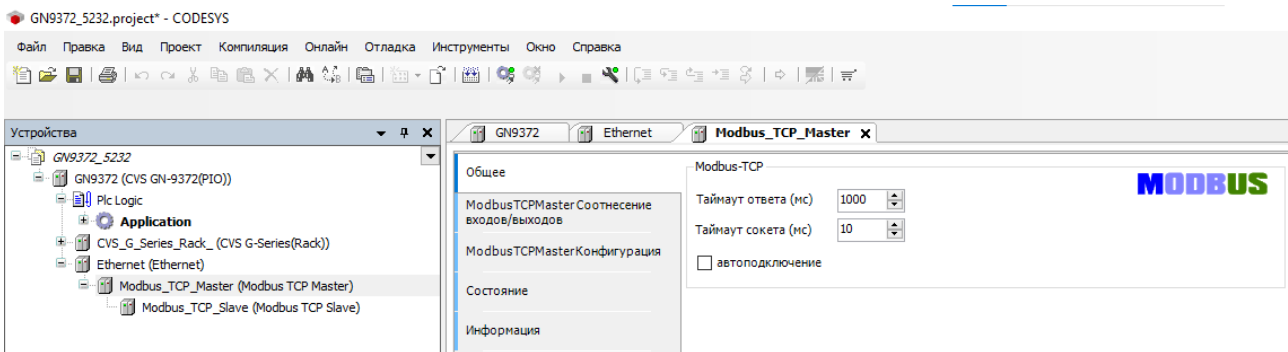 GN9372_5232.project* - CODESYS
Файл Правка Вид Проект Компиляция Онлайн Отладка Инструменты Окно Справка
Устройства
GN9372_5232
GN9372 (CVS GN-9372(PIO))
Plc Logic
Application
CVS_G_Series_Rack_ (CVS G-Series(Rack))
Ethernet (Ethernet)
Modbus_TCP_Master (Modbus TCP Master)
Modbus_TCP_Slave (Modbus TCP Slave)
GN9372 Ethernet Modbus_TCP_Master
Общее
ModbusTCPMaster Соотнесение
входов/выходов
ModbusTCPMasterКонфигурация
Состояние
Информация
Modbus-TCP
MODBUS
Таймаут ответа (мс) 1000
Таймаут сокета (мс) 10
автоподключение